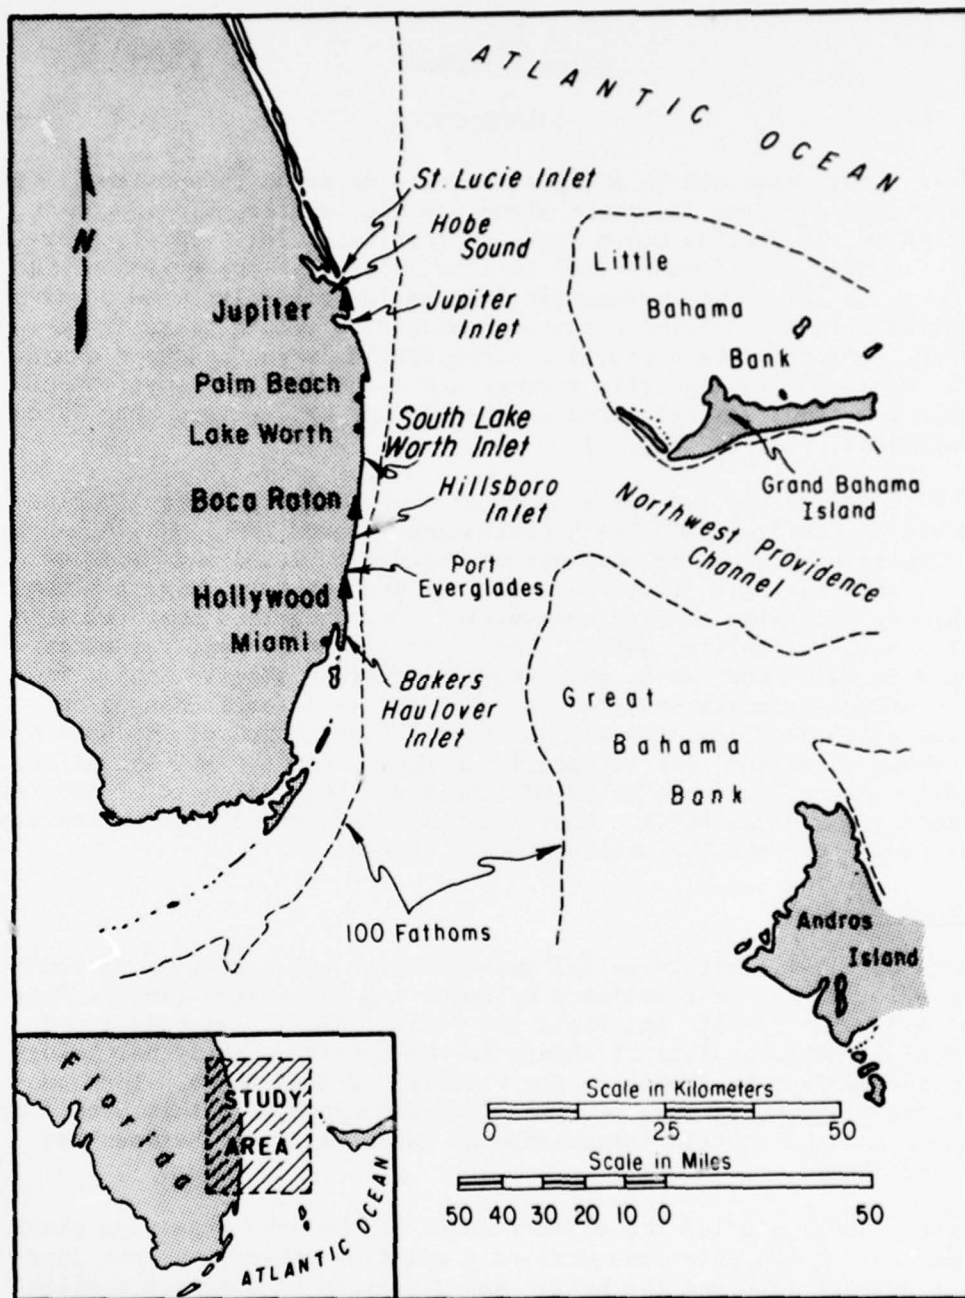 ATLANTIC OCEAN
N
St. Lucie Inlet
Hobe
Sound
Jupiter
Jupiter
Inlet
Palm Beach
Lake Worth
South Lake
Worth Inlet
Boca Raton
Hillsboro
Inlet
Port
Everglades
Hollywood
Miami
Bakers
Haulover
Inlet
Little
Bahama
Bank
Grand Bahama
Island
Northwest Providence
Channel
Great
Bahama
Bank
100 Fathoms
Andros
Island
Florida
STUDY
AREA
ATLANTIC OCEAN
Scale in Kilometers
0 25 50
Scale in Miles
50 40 30 20 10 0 50